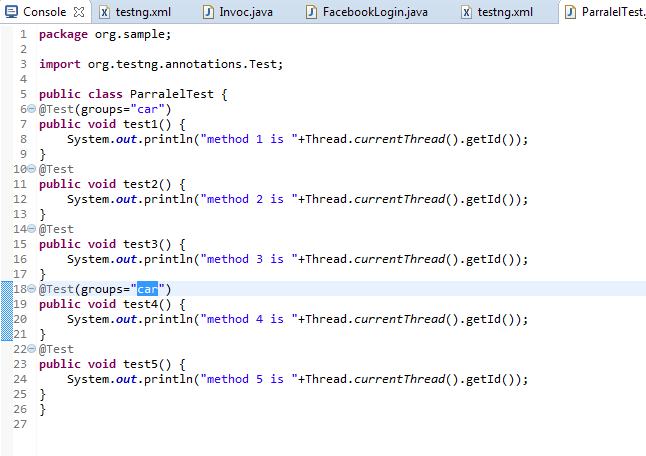 Console testng.xml Invoc.java FacebookLogin.java testng.xml ParralelTest.
1 package org.sample;
2
3 import org.testng.annotations.Test;
4
5 public class ParralelTest {
6 @Test(groups="car")
7 public void test1() {
8 System.out.println("method 1 is "+Thread.currentThread().getId());
9 }
10 @Test
11 public void test2() {
12 System.out.println("method 2 is "+Thread.currentThread().getId());
13 }
14 @Test
15 public void test3() {
16 System.out.println("method 3 is "+Thread.currentThread().getId());
17 }
18 @Test(groups="car")
19 public void test4() {
20 System.out.println("method 4 is "+Thread.currentThread().getId());
21 }
22 @Test
23 public void test5() {
24 System.out.println("method 5 is "+Thread.currentThread().getId());
25 }
26 }
27